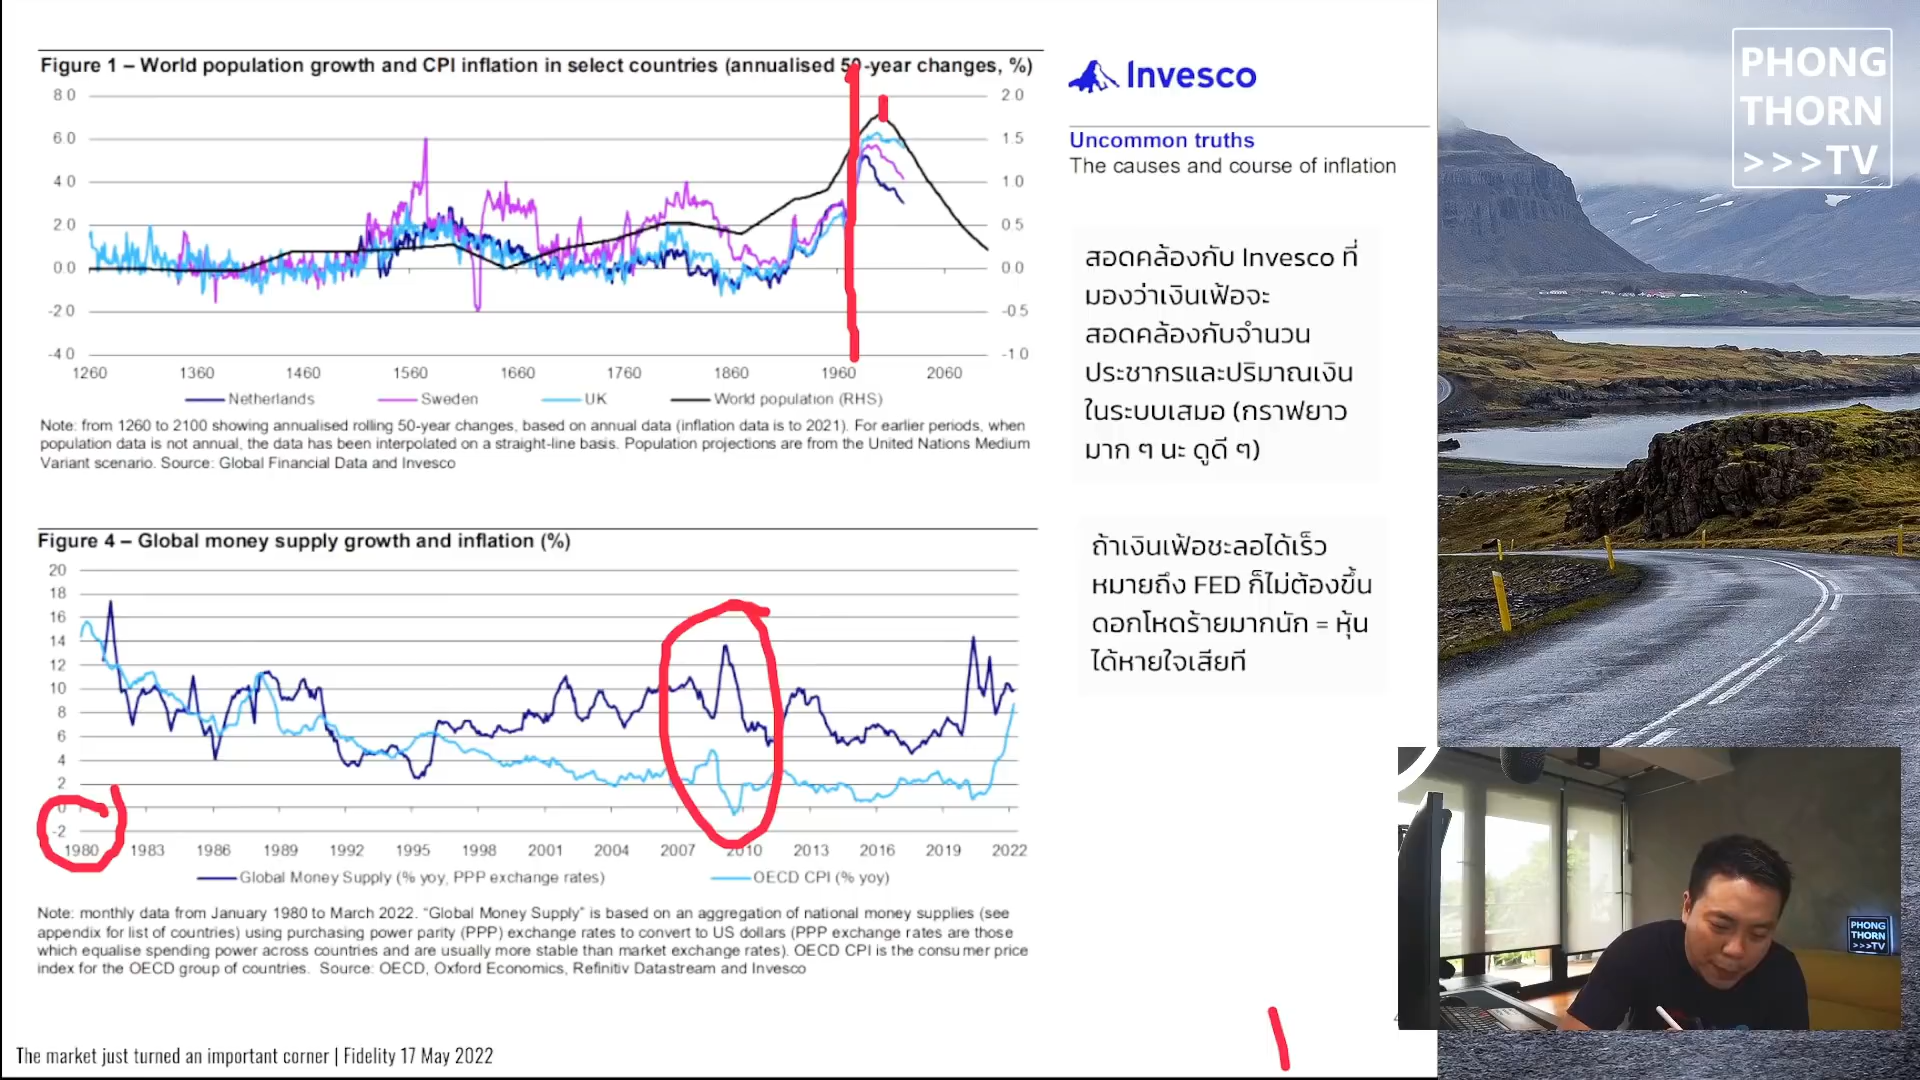 Figure 1 – World population growth and CPI inflation in select countries (annualised 50-year changes, %)
8.0
6.0
4.0
2.0
0.0
-2.0
-4.0
2.0
1.5
1.0
0.5
0.0
-0.5
-1.0
1260 1360 1460 1560 1660 1760 1860 1960 2060
Netherlands Sweden UK World population (RHS)
Note: from 1260 to 2100 showing annualised rolling 50-year changes, based on annual data (inflation data is to 2021). For earlier periods, when
population data is not annual, the data has been interpolated on a straight-line basis. Population projections are from the United Nations Medium
Variant scenario. Source: Global Financial Data and Invesco
Figure 4 – Global money supply growth and inflation (%)
20
18
16
14
12
10
8
6
4
2
0
-2
1980 1983 1986 1989 1992 1995 1998 2001 2004 2007 2010 2013 2016 2019 2022
Global Money Supply (% yoy, PPP exchange rates) OECD CPI (% yoy)
Note: monthly data from January 1980 to March 2022. “Global Money Supply” is based on an aggregation of national money supplies (see
appendix for list of countries) using purchasing power parity (PPP) exchange rates to convert to US dollars (PPP exchange rates are those
which equalise spending power across countries and are usually more stable than market exchange rates). OECD CPI is the consumer price
index for the OECD group of countries. Source: OECD, Oxford Economics, Refinitiv Datastream and Invesco
The market just turned an important corner | Fidelity 17 May 2022
Invesco
Uncommon truths
The causes and course of inflation
สอดคล้องกับ Invesco ที่
มองว่าเงินเฟ้อจะ
สอดคล้องกับจำนวน
ประชากรและปริมาณเงิน
ในระบบเสมอ (กราฟยาว
มาก ๆ นะ ดูดี ๆ)
ถ้าเงินเฟ้อชะลอได้เร็ว
หมายถึง FED ก็ไม่ต้องขึ้น
ดอกโหดร้ายมากนัก = หุ้น
ได้หายใจเสียที
PHONG
THORN
>>>TV
PHONG
THORN
>>>TV